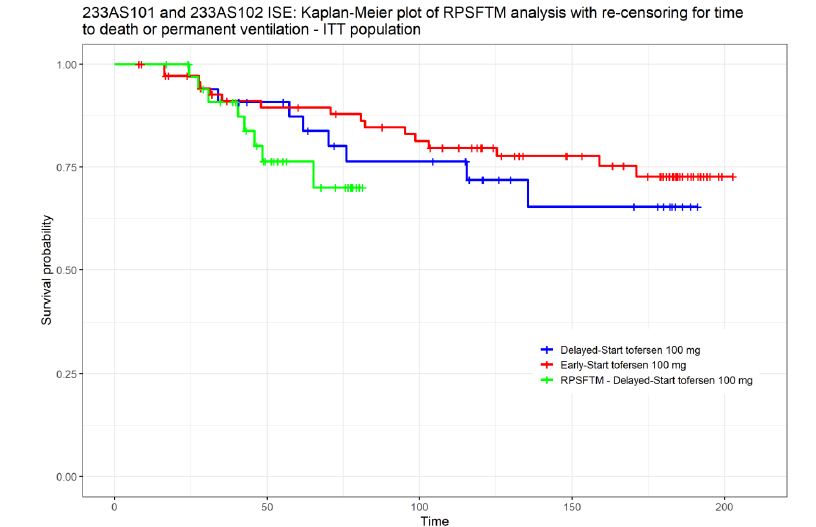 233AS101 and 233AS102 ISE: Kaplan-Meier plot of RPSFTM analysis with re-censoring for time
to death or permanent ventilation - ITT population
1.00
0.75
0.50
0.25
0.00
Survival probability
Delayed-Start tofersen 100 mg
Early-Start tofersen 100 mg
RPSFTM - Delayed-Start tofersen 100 mg
0 50 100 150 200
Time